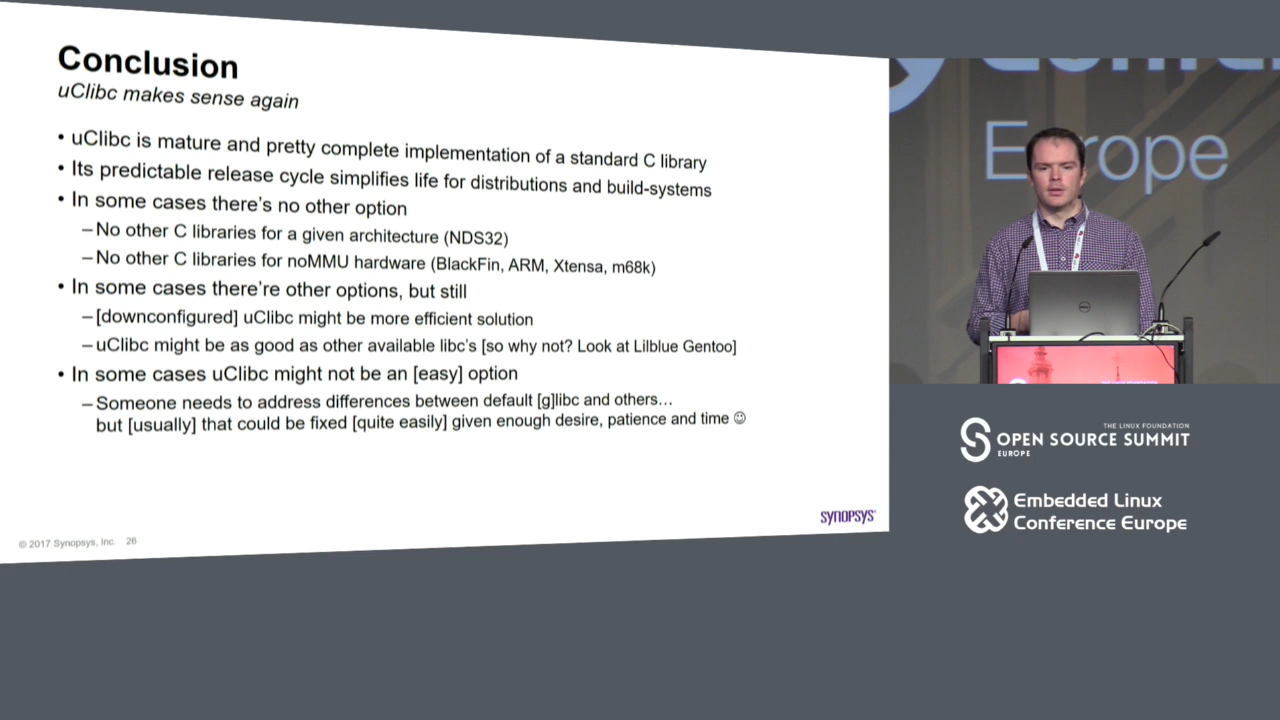 Conclusion
uClibc makes sense again
• uClibc is mature and pretty complete implementation of a standard C library
• Its predictable release cycle simplifies life for distributions and build-systems
• In some cases there's no other option
– No other C libraries for a given architecture (NDS32)
– No other C libraries for noMMU hardware (BlackFin, ARM, Xtensa, m68k)
• In some cases there're other options, but still
– [downconfigured] uClibc might be more efficient solution
– uClibc might be as good as other available libc's [so why not? Look at Lilblue Gentoo]
• In some cases uClibc might not be an [easy] option
– Someone needs to address differences between default [g]libc and others…
but [usually] that could be fixed [quite easily] given enough desire, patience and time ☺
SYNOPSYS
© 2017 Synopsys, Inc. 26
Europe
DELL
THE LINUX FOUNDATION
OPEN SOURCE SUMMIT
EUROPE
Embedded Linux
Conference Europe